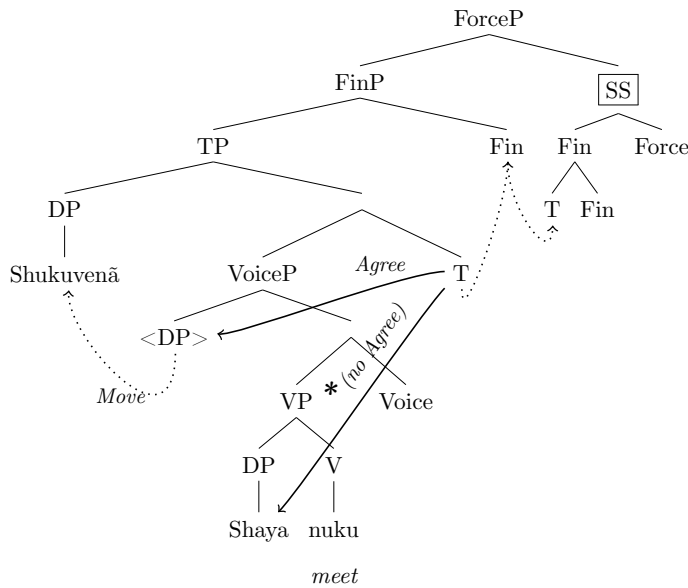 ForceP
FinP SS
TP Fin Fin Force
DP T Fin
Shukuvenã VoiceP Agree T
<DP>
Move * (no Agree)
VP Voice
DP V
Shaya nuku
meet